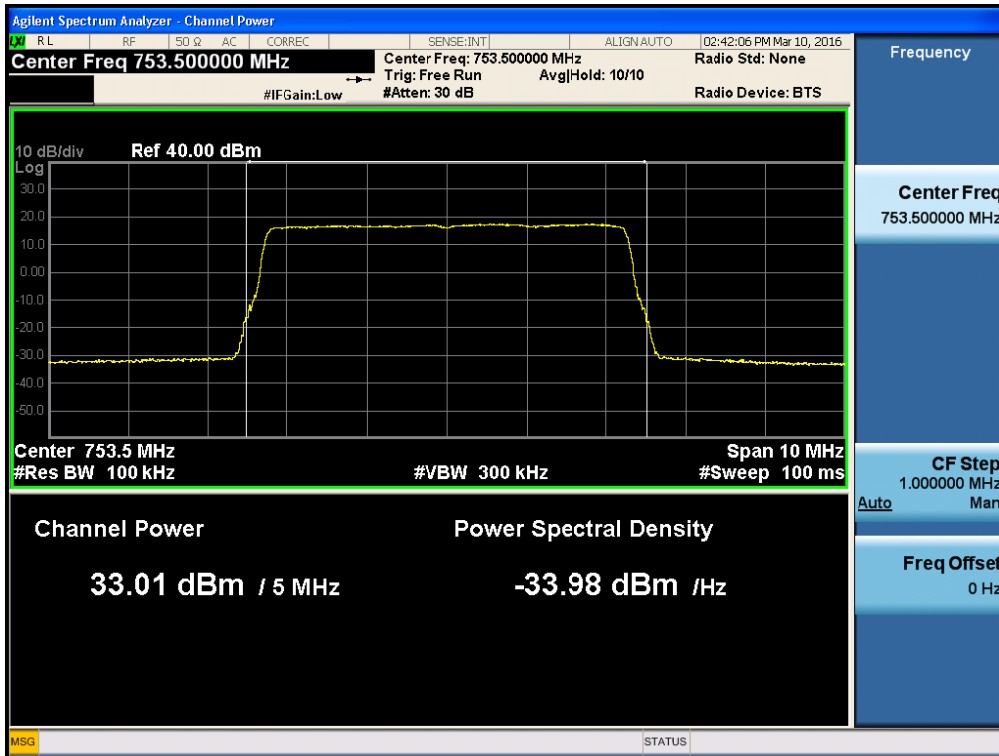 Agilent Spectrum Analyzer - Channel Power
LXI RL RF 50 Ω AC CORREC SENSE:INT ALIGN AUTO 02:42:06 PM Mar 10, 2016
Center Freq 753.500000 MHz
Center Freq: 753.500000 MHz
Radio Std: None
Trig: Free Run Avg|Hold: 10/10
#IFGain:Low
#Atten: 30 dB
Radio Device: BTS
10 dB/div Ref 40.00 dBm
Log
30.0
20.0
10.0
0.00
-10.0
-20.0
-30.0
-40.0
-50.0
Center 753.5 MHz Span 10 MHz
#Res BW 100 kHz #VBW 300 kHz #Sweep 100 ms
Channel Power Power Spectral Density
33.01 dBm / 5 MHz -33.98 dBm /Hz
Frequency
Center Freq
753.500000 MHz
CF Step
1.000000 MHz
Auto Man
Freq Offset
0 Hz
MSG STATUS